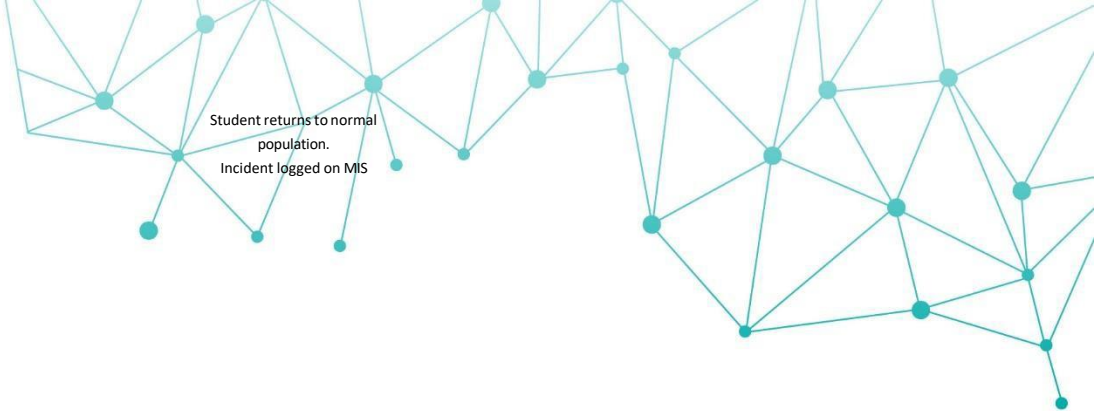 Student returns to normal
population.
Incident logged on MIS